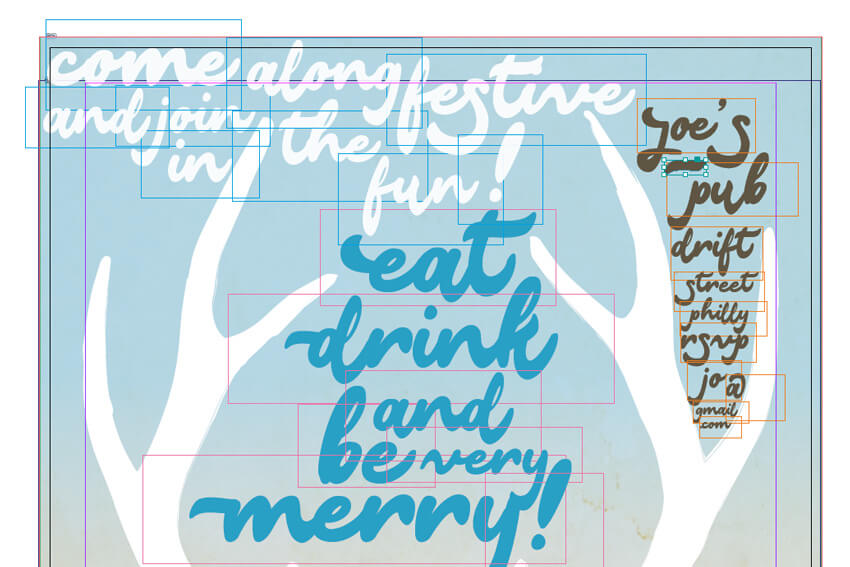 come along festive
and join the
in fun!
eat
drink
and
be very
merry!
Joe's
pub
drift
street
philly
rsvp
jo@
gmail
.com